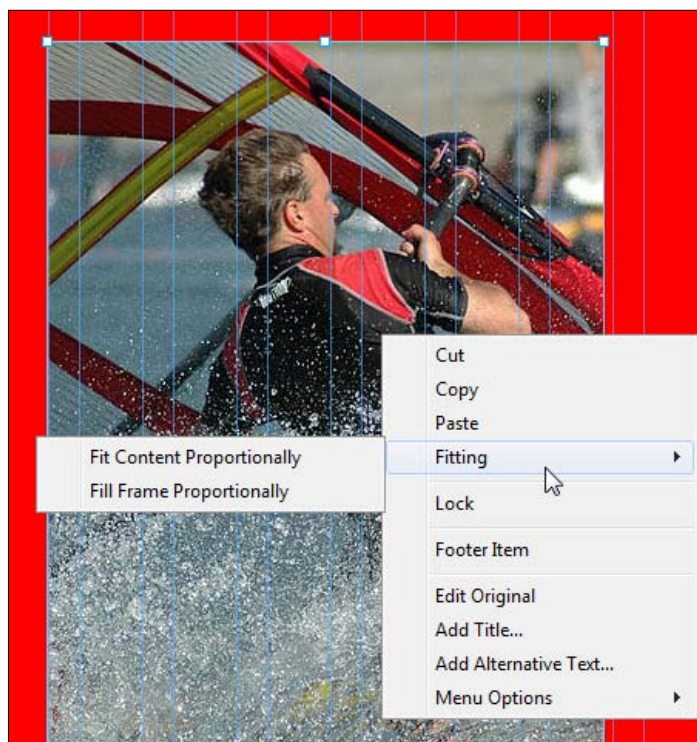 Cut
Copy
Paste
Fitting
Fit Content Proportionally
Fill Frame Proportionally
Lock
Footer Item
Edit Original
Add Title...
Add Alternative Text...
Menu Options